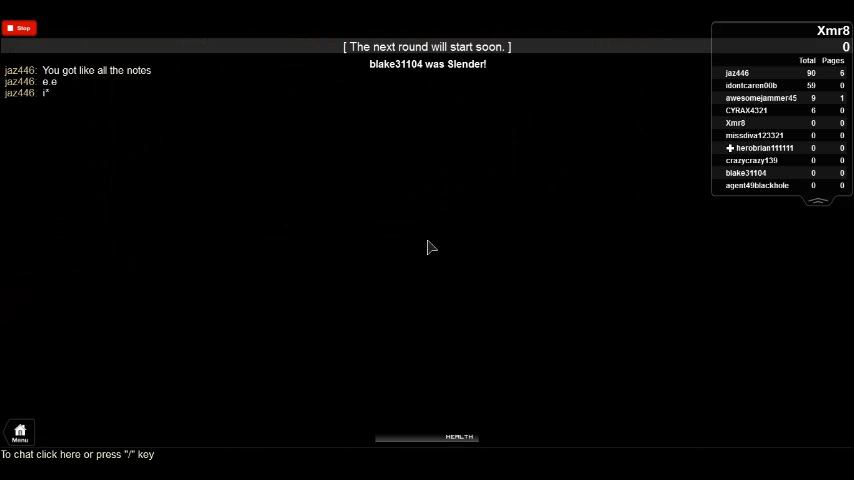 Stop
Xmr8
[ The next round will start soon. ]
0
blake31104 was Slender!
Total Pages
jaz446: You got like all the notes
jaz446: e.e
jaz446: i*
jaz446 90 6
idontcaren00b 59 0
awesomejammer45 9 1
CYRAX4321 6 0
Xmr8 0 0
missdiva123321 0 0
herobrian111111 0 0
crazycrazy139 0 0
blake31104 0 0
agent49blackhole 0 0
Menu
HEALTH
To chat click here or press "/" key